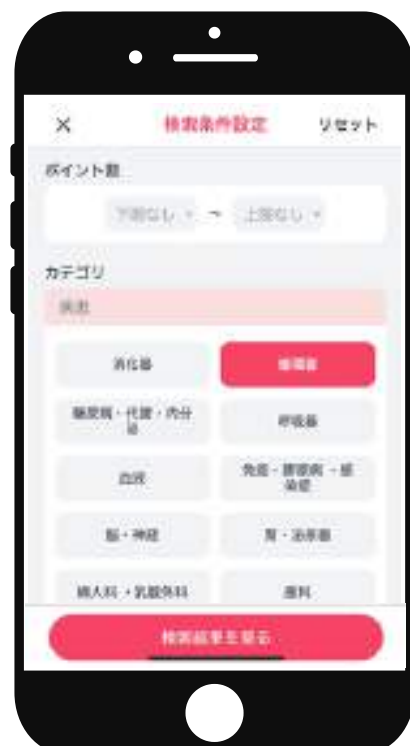 × 検索条件設定 リセット
ポイント数
下限なし ~ 上限なし
カテゴリ
疾患
消化器 循環器
糖尿病・代謝・内分
泌 呼吸器
血液 免疫・膠原病・感
染症
脳・神経 腎・泌尿器
婦人科・乳腺外科 眼科
検索結果を見る